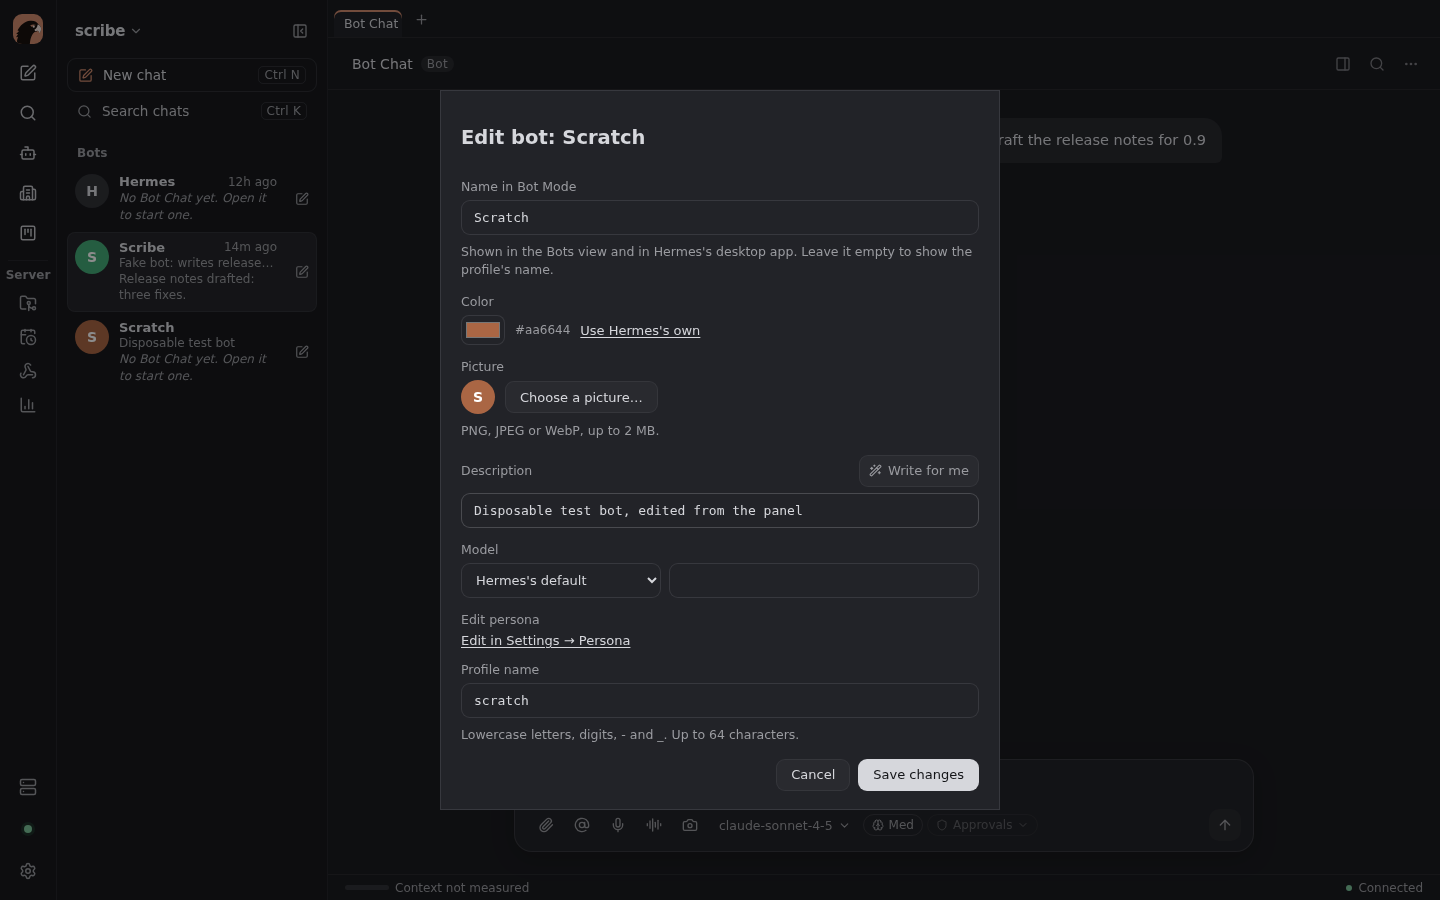 scribe
New chat
Ctrl N
Search chats
Ctrl K
Bots
H
Hermes
12h ago
No Bot Chat yet. Open it
to start one.
S
Scribe
14m ago
Fake bot: writes release…
Release notes drafted:
three fixes.
S
Scratch
Disposable test bot
No Bot Chat yet. Open it
to start one.
Server
Bot Chat
+
Bot Chat
Bot
raft the release notes for 0.9
Edit bot: Scratch
Name in Bot Mode
Scratch
Shown in the Bots view and in Hermes's desktop app. Leave it empty to show the
profile's name.
Color
#aa6644
Use Hermes's own
Picture
S
Choose a picture…
PNG, JPEG or WebP, up to 2 MB.
Description
Write for me
Disposable test bot, edited from the panel
Model
Hermes's default
Edit persona
Edit in Settings → Persona
Profile name
scratch
Lowercase letters, digits, - and _. Up to 64 characters.
Cancel
Save changes
claude-sonnet-4-5
Med
Approvals
Context not measured
Connected